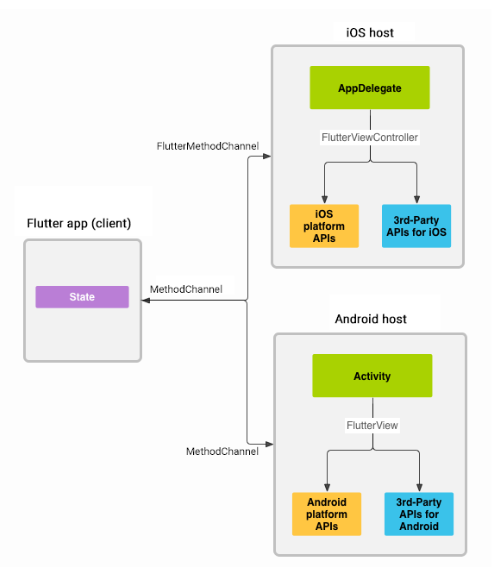 iOS host
AppDelegate
FlutterMethodChannel
FlutterViewController
iOS
platform
APIs
3rd-Party
APIs for iOS
Flutter app (client)
State
MethodChannel
Android host
Activity
FlutterView
MethodChannel
Android
platform
APIs
3rd-Party
APIs for
Android